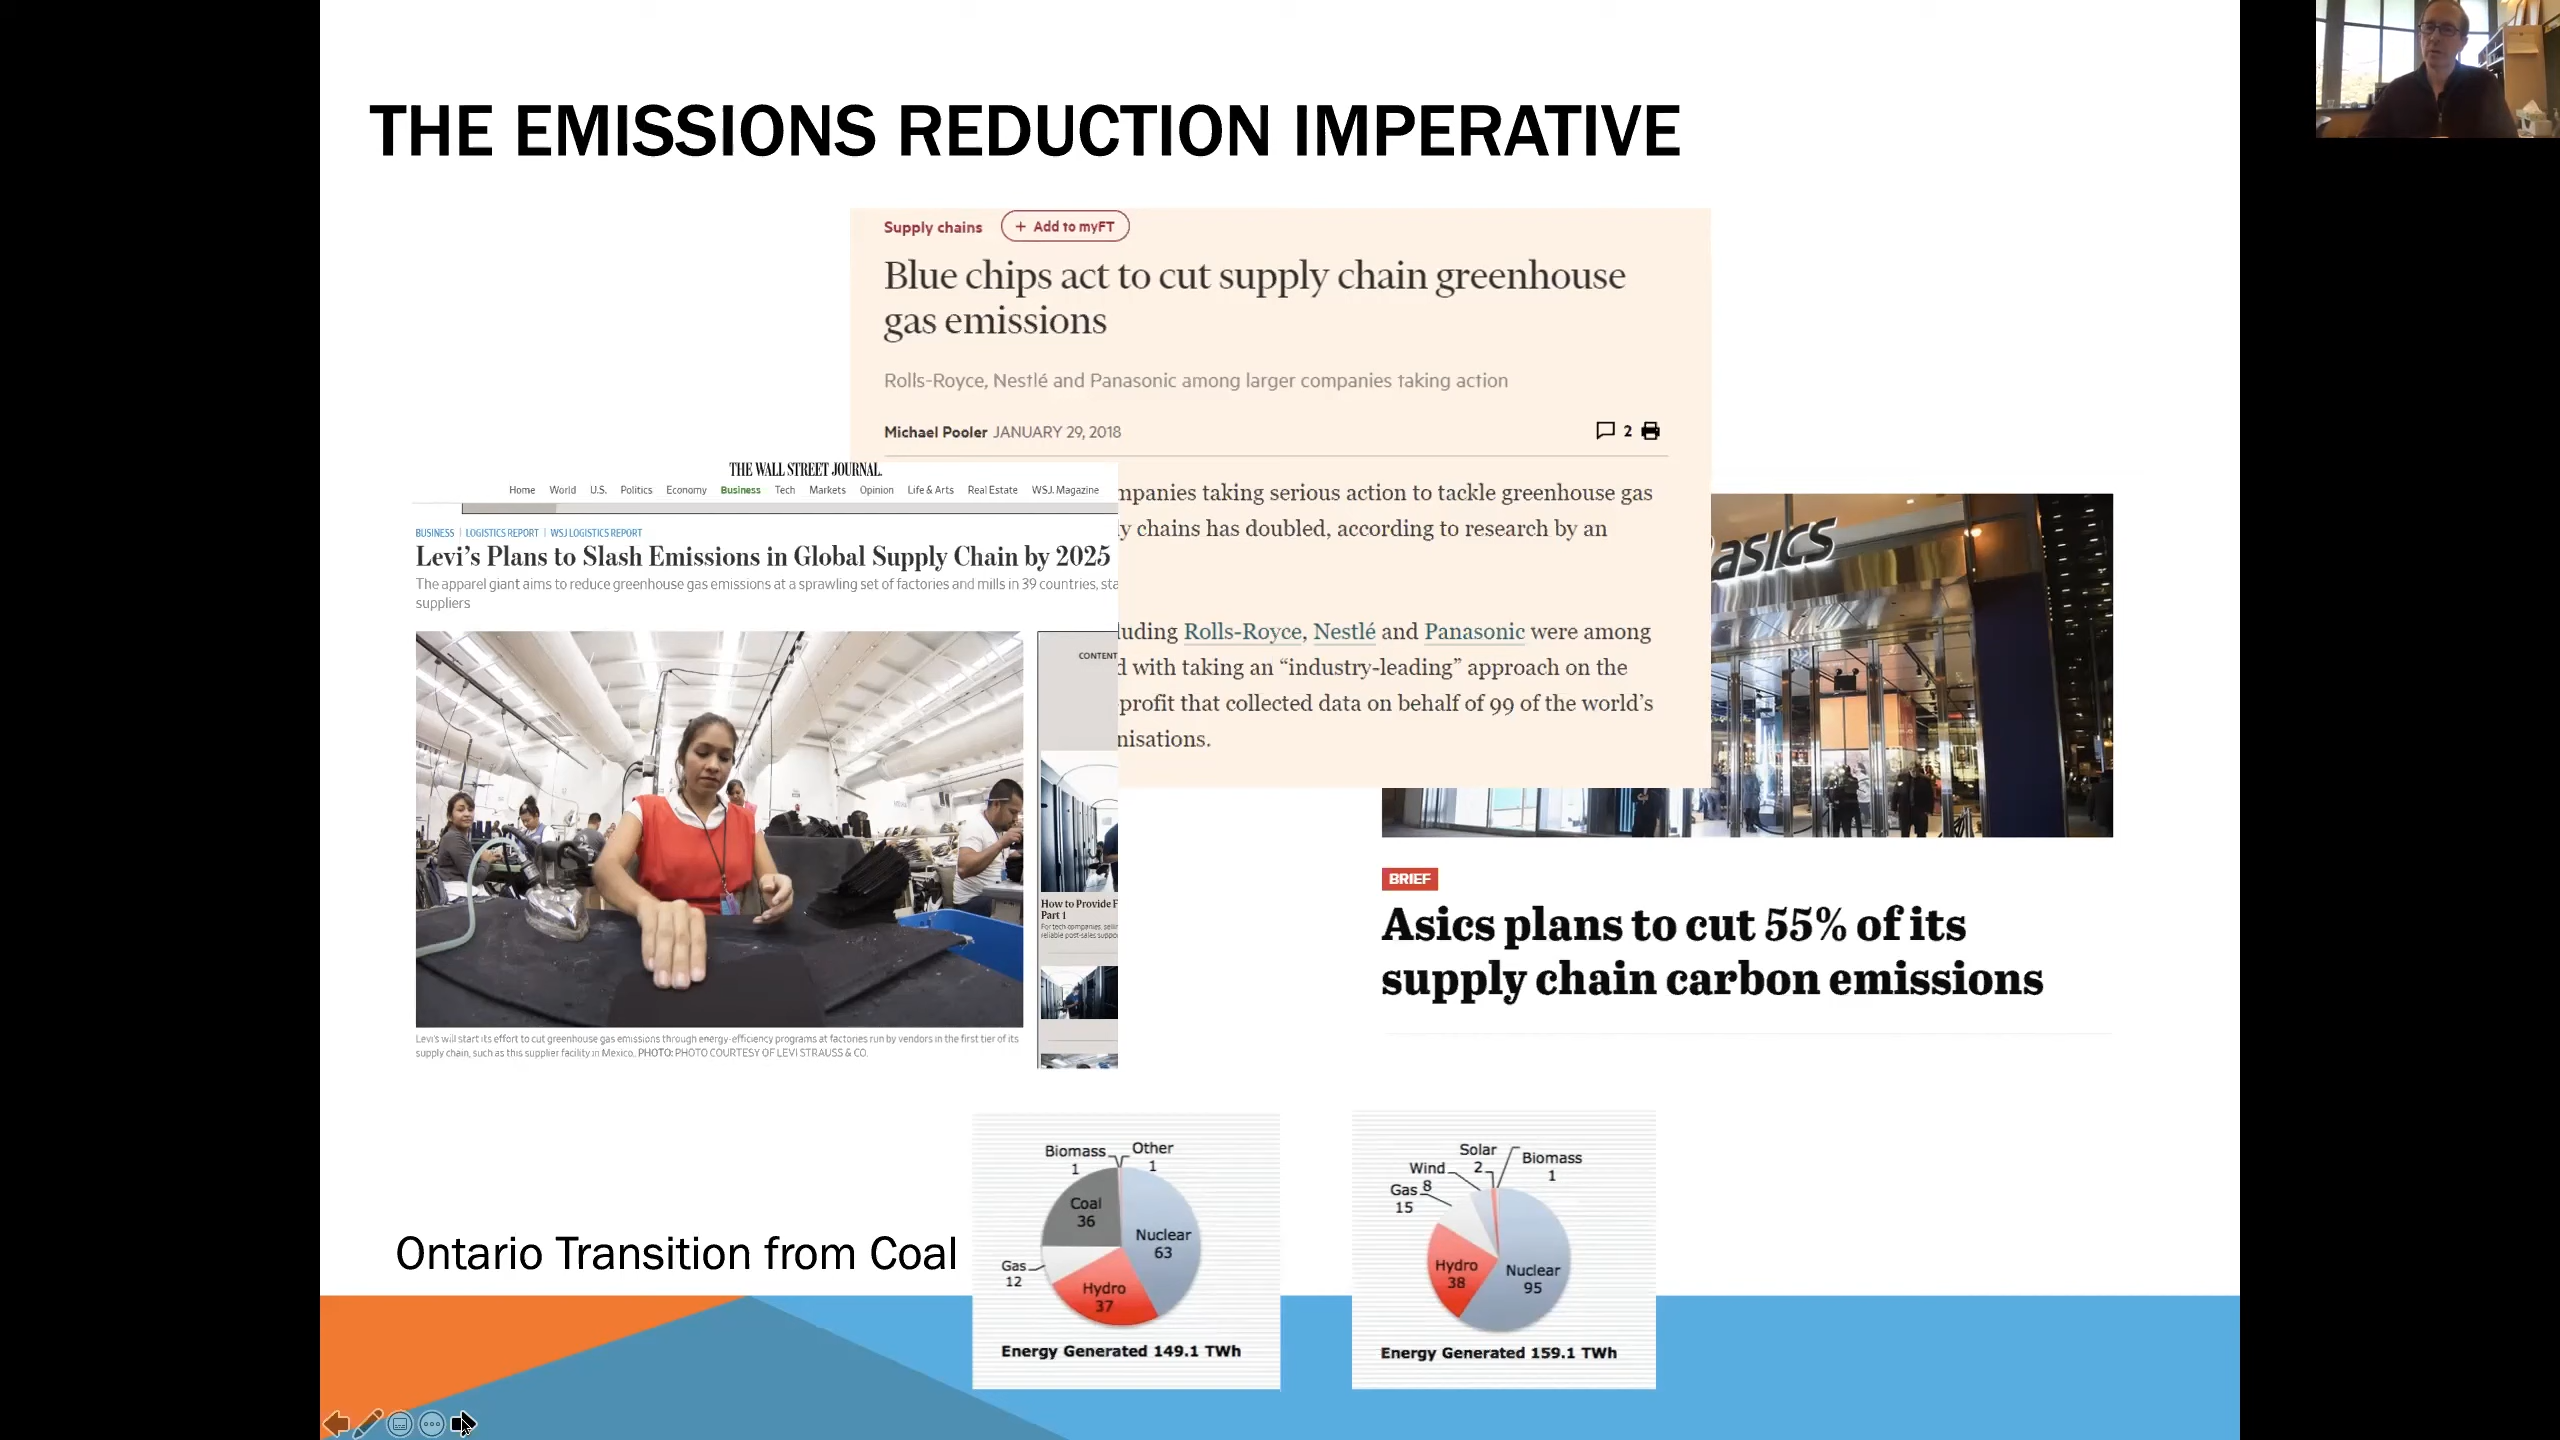 THE EMISSIONS REDUCTION IMPERATIVE
Supply chains
+ Add to myFT
Blue chips act to cut supply chain greenhouse
gas emissions
Rolls-Royce, Nestlé and Panasonic among larger companies taking action
Michael Pooler JANUARY 29, 2018
2
mpanies taking serious action to tackle greenhouse gas
y chains has doubled, according to research by an
luding Rolls-Royce, Nestlé and Panasonic were among
d with taking an “industry-leading” approach on the
profit that collected data on behalf of 99 of the world’s
nisations.
THE WALL STREET JOURNAL.
Home World U.S. Politics Economy Business Tech Markets Opinion Life & Arts Real Estate WSJ. Magazine
BUSINESS | LOGISTICS REPORT | WSJ LOGISTICS REPORT
Levi’s Plans to Slash Emissions in Global Supply Chain by 2025
The apparel giant aims to reduce greenhouse gas emissions at a sprawling set of factories and mills in 39 countries, sta
suppliers
CONTENT
How to Provide F
Part 1
For tech companies, sellin
reliable post-sales suppo
Levi’s will start its effort to cut greenhouse gas emissions through energy-efficiency programs at factories run by vendors in the first tier of its
supply chain, such as this supplier facility in Mexico. PHOTO: PHOTO COURTESY OF LEVI STRAUSS & CO.
asics
BRIEF
Asics plans to cut 55% of its
supply chain carbon emissions
Ontario Transition from Coal
Biomass
1
Other
1
Coal
36
Nuclear
63
Gas
12
Hydro
37
Energy Generated 149.1 TWh
Solar
2
Biomass
1
Wind
8
Gas
15
Hydro
38
Nuclear
95
Energy Generated 159.1 TWh